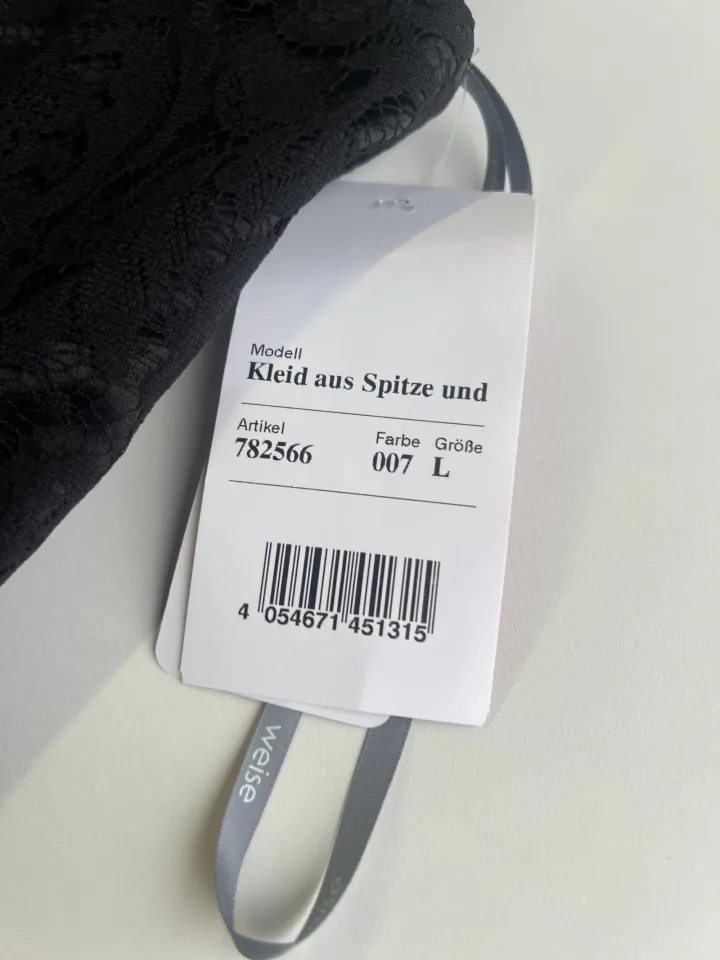 Modell
Kleid aus Spitze und
Artikel Farbe Größe
782566 007 L
4 054671 451315
weise